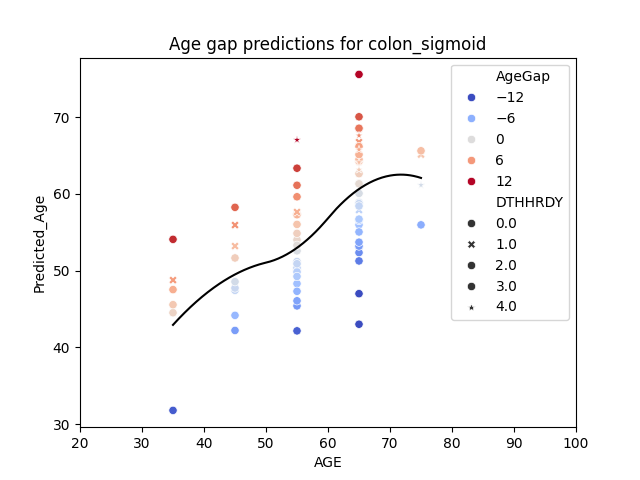 Age gap predictions for colon_sigmoid
Predicted_Age
70
60
50
40
30
20 30 40 50 60 70 80 90 100
AGE
AgeGap
−12
−6
0
6
12
DTHHRDY
0.0
1.0
2.0
3.0
4.0